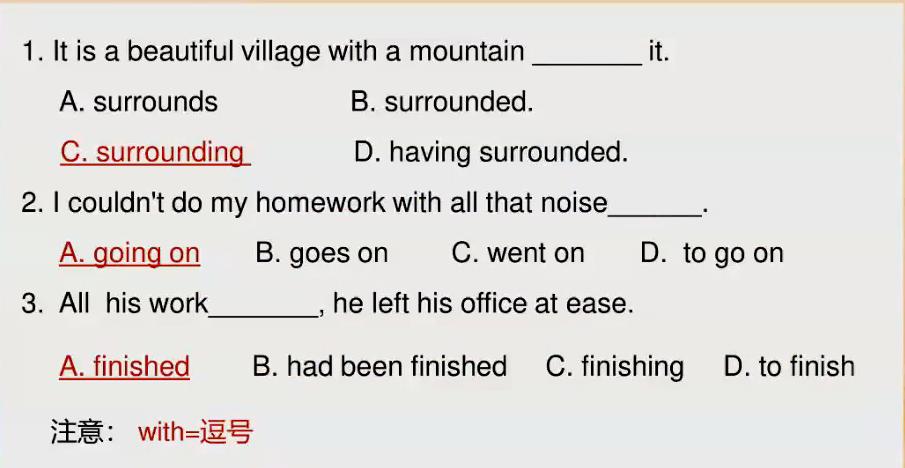 1. It is a beautiful village with a mountain _______ it.
A. surrounds B. surrounded.
C. surrounding D. having surrounded.
2. I couldn't do my homework with all that noise______.
A. going on B. goes on C. went on D. to go on
3. All his work_______, he left his office at ease.
A. finished B. had been finished C. finishing D. to finish
注意： with=逗号